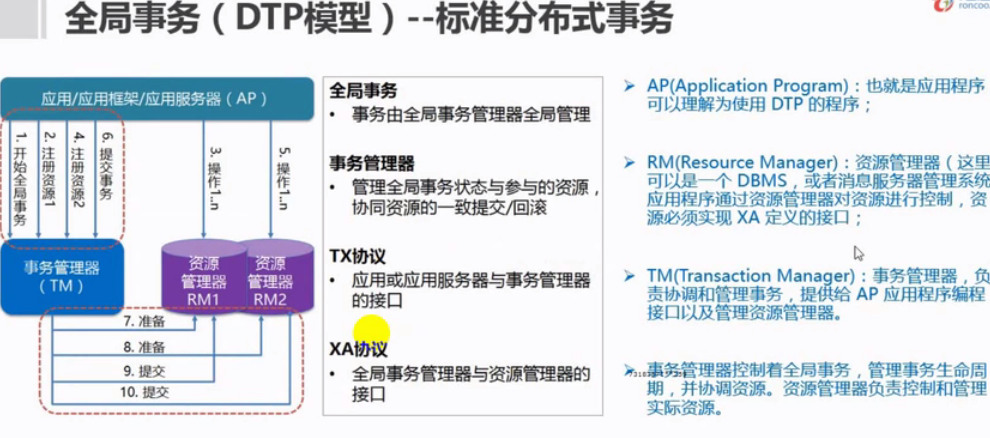 全局事务（DTP模型）--标准分布式事务
roncoo.
应用/应用框架/应用服务器（AP）
1. 开始全局事务
2. 注册资源1
4. 注册资源2
6. 提交事务
3. 操作1..n
5. 操作1..n
事务管理器
（TM）
资源
管理器
RM1
资源
管理器
RM2
7. 准备
8. 准备
9. 提交
10. 提交
全局事务
• 事务由全局事务管理器全局管理
事务管理器
• 管理全局事务状态与参与的资源，
协同资源的一致提交/回滚
TX协议
• 应用或应用服务器与事务管理器
的接口
XA协议
• 全局事务管理器与资源管理器的
接口
➢ AP(Application Program)：也就是应用程序
可以理解为使用 DTP 的程序；
➢ RM(Resource Manager)：资源管理器（这里
可以是一个 DBMS，或者消息服务器管理系统
应用程序通过资源管理器对资源进行控制，资
源必须实现 XA 定义的接口；
➢ TM(Transaction Manager)：事务管理器，负
责协调和管理事务，提供给 AP 应用程序编程
接口以及管理资源管理器。
➢ 事务管理器控制着全局事务，管理事务生命周
期，并协调资源。资源管理器负责控制和管理
实际资源。